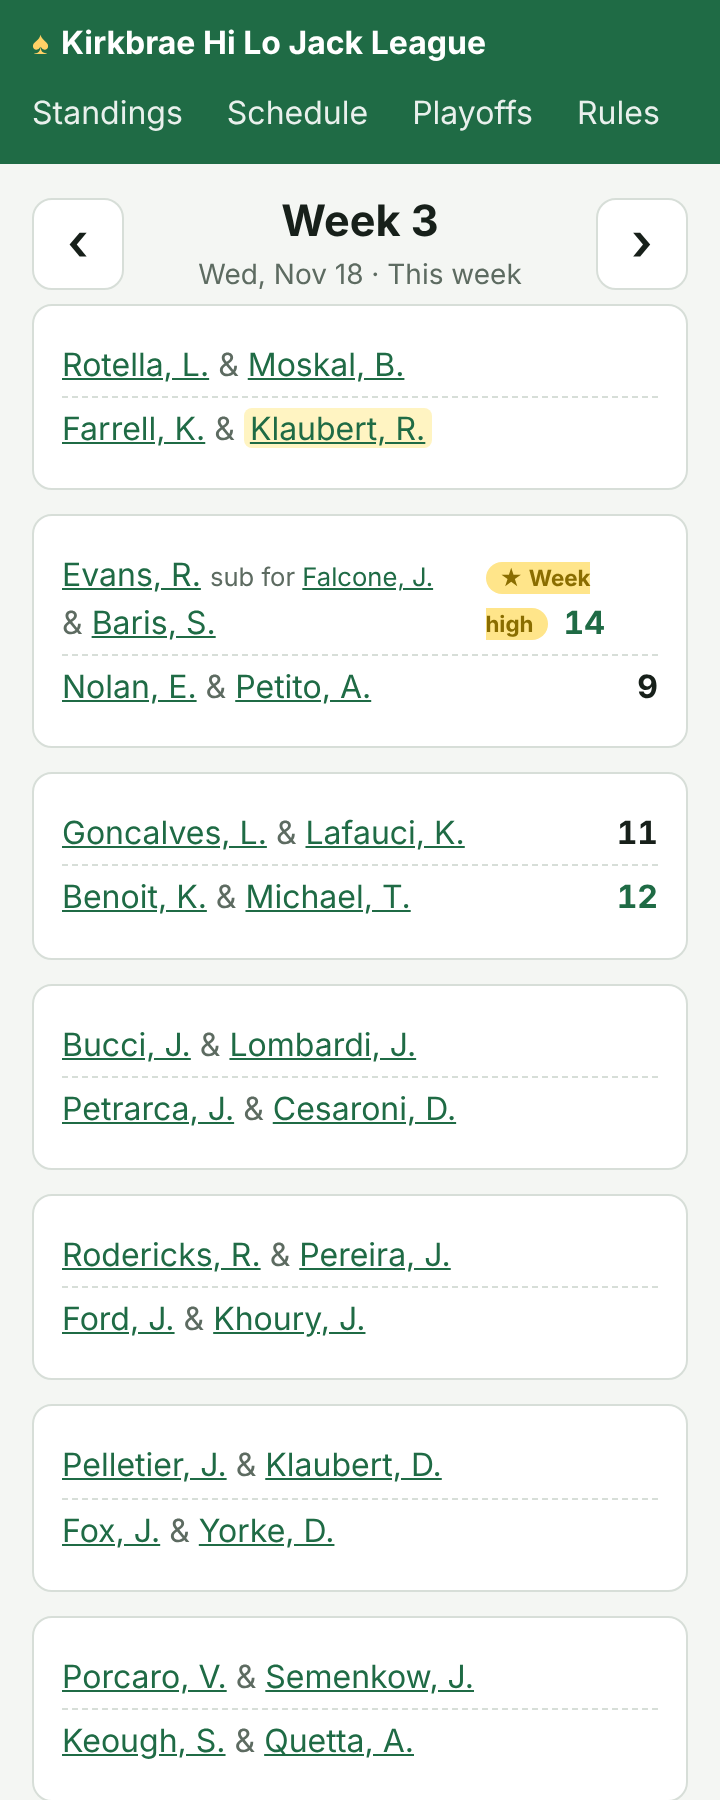 ♠ Kirkbrae Hi Lo Jack League
Standings Schedule Playoffs Rules
‹ Week 3 ›
Wed, Nov 18 · This week
Rotella, L. & Moskal, B.
Farrell, K. & Klaubert, R.
Evans, R. sub for Falcone, J. ★ Week
& Baris, S. high 14
Nolan, E. & Petito, A. 9
Goncalves, L. & Lafauci, K. 11
Benoit, K. & Michael, T. 12
Bucci, J. & Lombardi, J.
Petrarca, J. & Cesaroni, D.
Rodericks, R. & Pereira, J.
Ford, J. & Khoury, J.
Pelletier, J. & Klaubert, D.
Fox, J. & Yorke, D.
Porcaro, V. & Semenkow, J.
Keough, S. & Quetta, A.